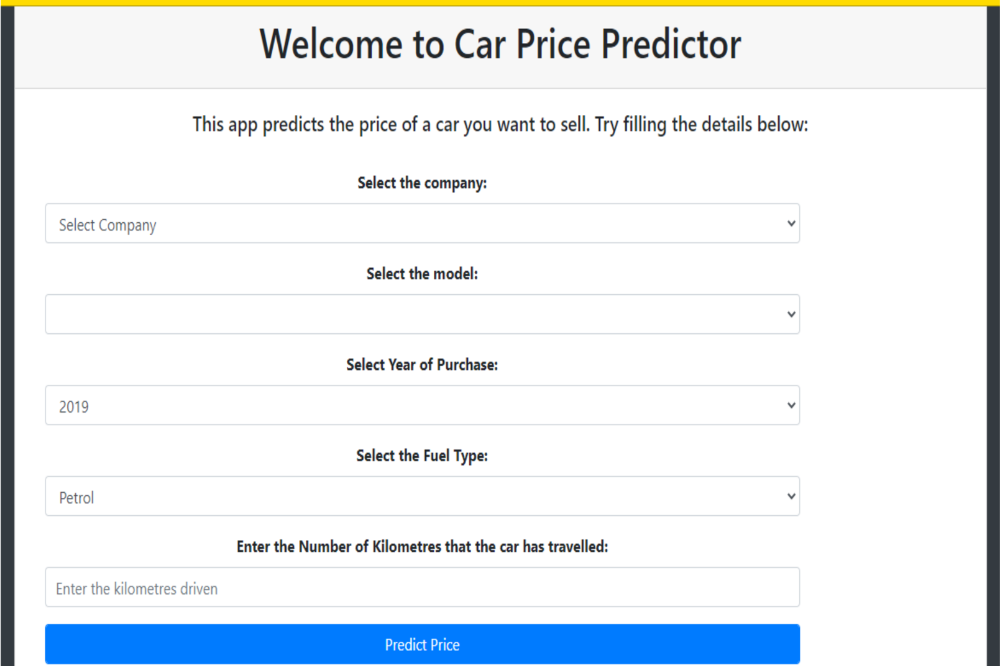 Welcome to Car Price Predictor
This app predicts the price of a car you want to sell. Try filling the details below:
Select the company:
Select Company
Select the model:
Select Year of Purchase:
2019
Select the Fuel Type:
Petrol
Enter the Number of Kilometres that the car has travelled:
Enter the kilometres driven
Predict Price